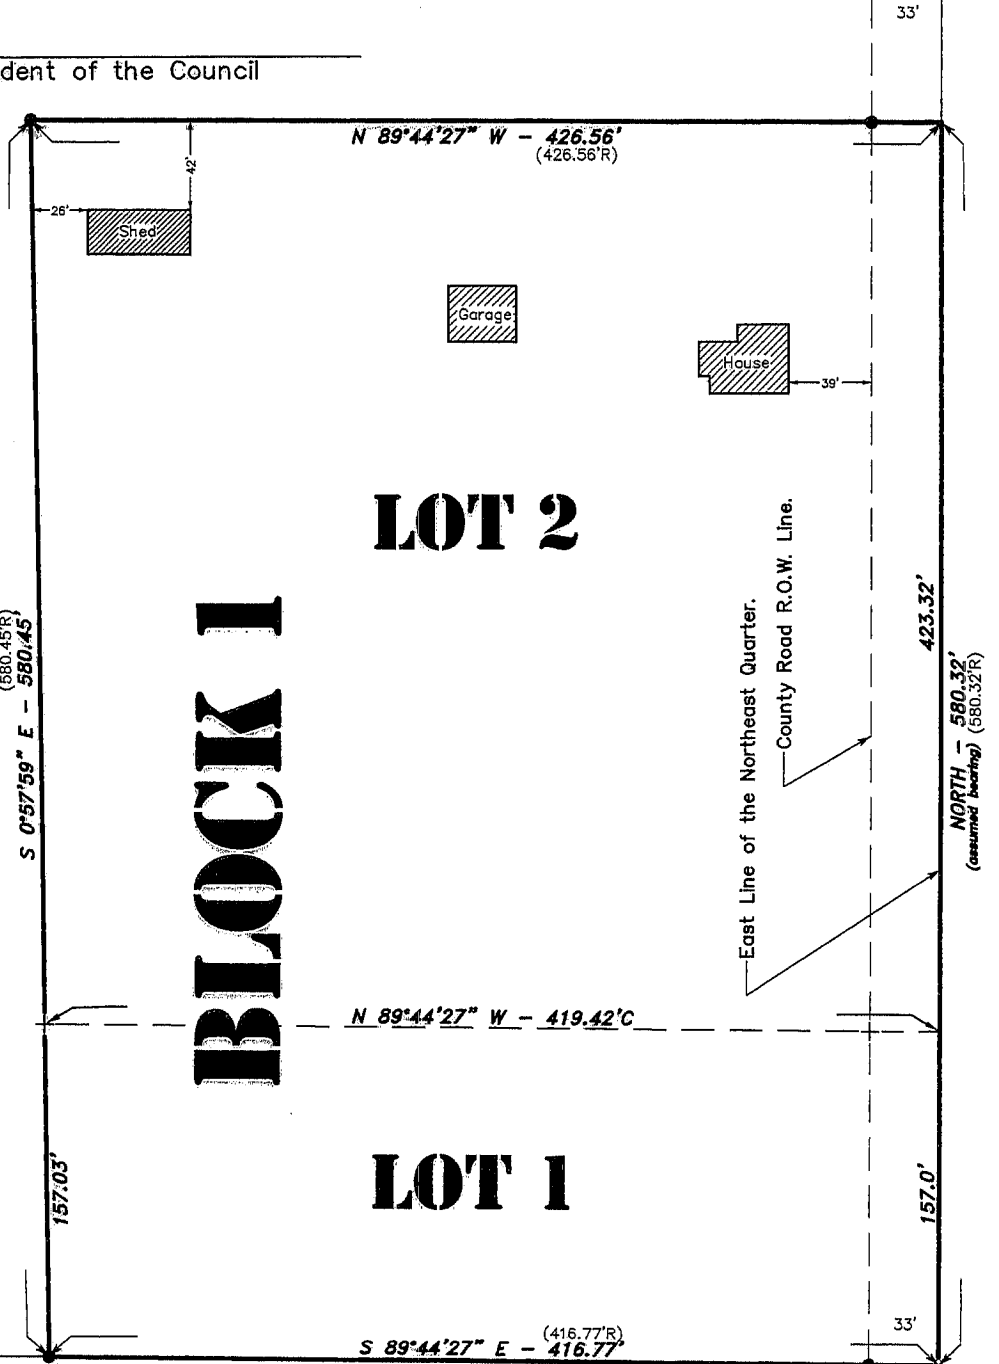 33'
dent of the Council
N 89°44'27" W - 426.56'
(426.56'R)
42'
26'
Shed
Garage
House
39'
LOT 2
BLOCK 1
(580.45'R)
S 0°57'59" E - 580.45'
East Line of the Northeast Quarter.
County Road R.O.W. Line.
423.32'
NORTH - 580.32'
(assumed bearing) (580.32'R)
N 89°44'27" W - 419.42'C
157.03'
LOT 1
157.0'
33'
(416.77'R)
S 89°44'27" E - 416.77'